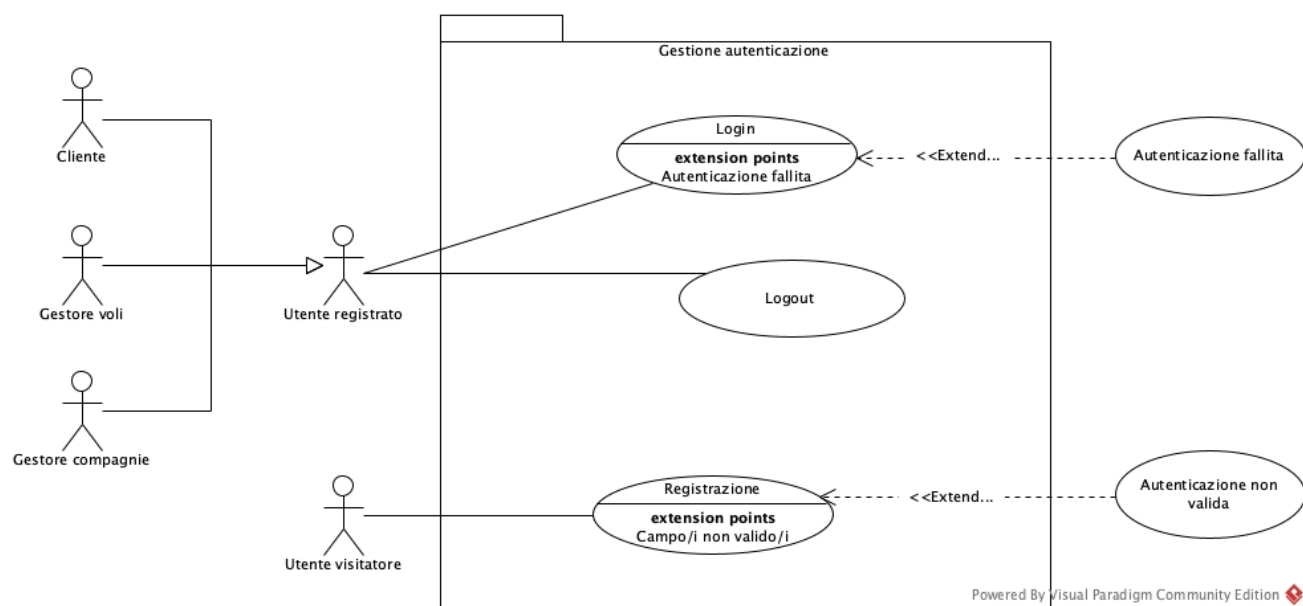 Gestione autenticazione
Cliente
Login
extension points
Autenticazione fallita
<<Extend...
Autenticazione fallita
Gestore voli
Utente registrato
Logout
Gestore compagnie
Utente visitatore
Registrazione
extension points
Campo/i non valido/i
<<Extend...
Autenticazione non
valida
Powered By Visual Paradigm Community Edition